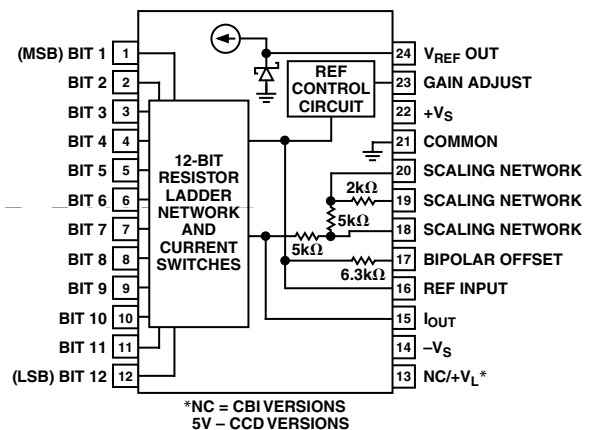 (MSB) BIT 1 1
BIT 2 2
BIT 3 3
BIT 4 4
BIT 5 5
BIT 6 6
BIT 7 7
BIT 8 8
BIT 9 9
BIT 10 10
BIT 11 11
(LSB) BIT 12 12
12-BIT
RESISTOR
LADDER
NETWORK
AND
CURRENT
SWITCHES
REF
CONTROL
CIRCUIT
2kΩ
5kΩ
5kΩ
6.3kΩ
24 VREF OUT
23 GAIN ADJUST
22 +VS
21 COMMON
20 SCALING NETWORK
19 SCALING NETWORK
18 SCALING NETWORK
17 BIPOLAR OFFSET
16 REF INPUT
15 IOUT
14 –VS
13 NC/+VL*
*NC = CBI VERSIONS
5V – CCD VERSIONS